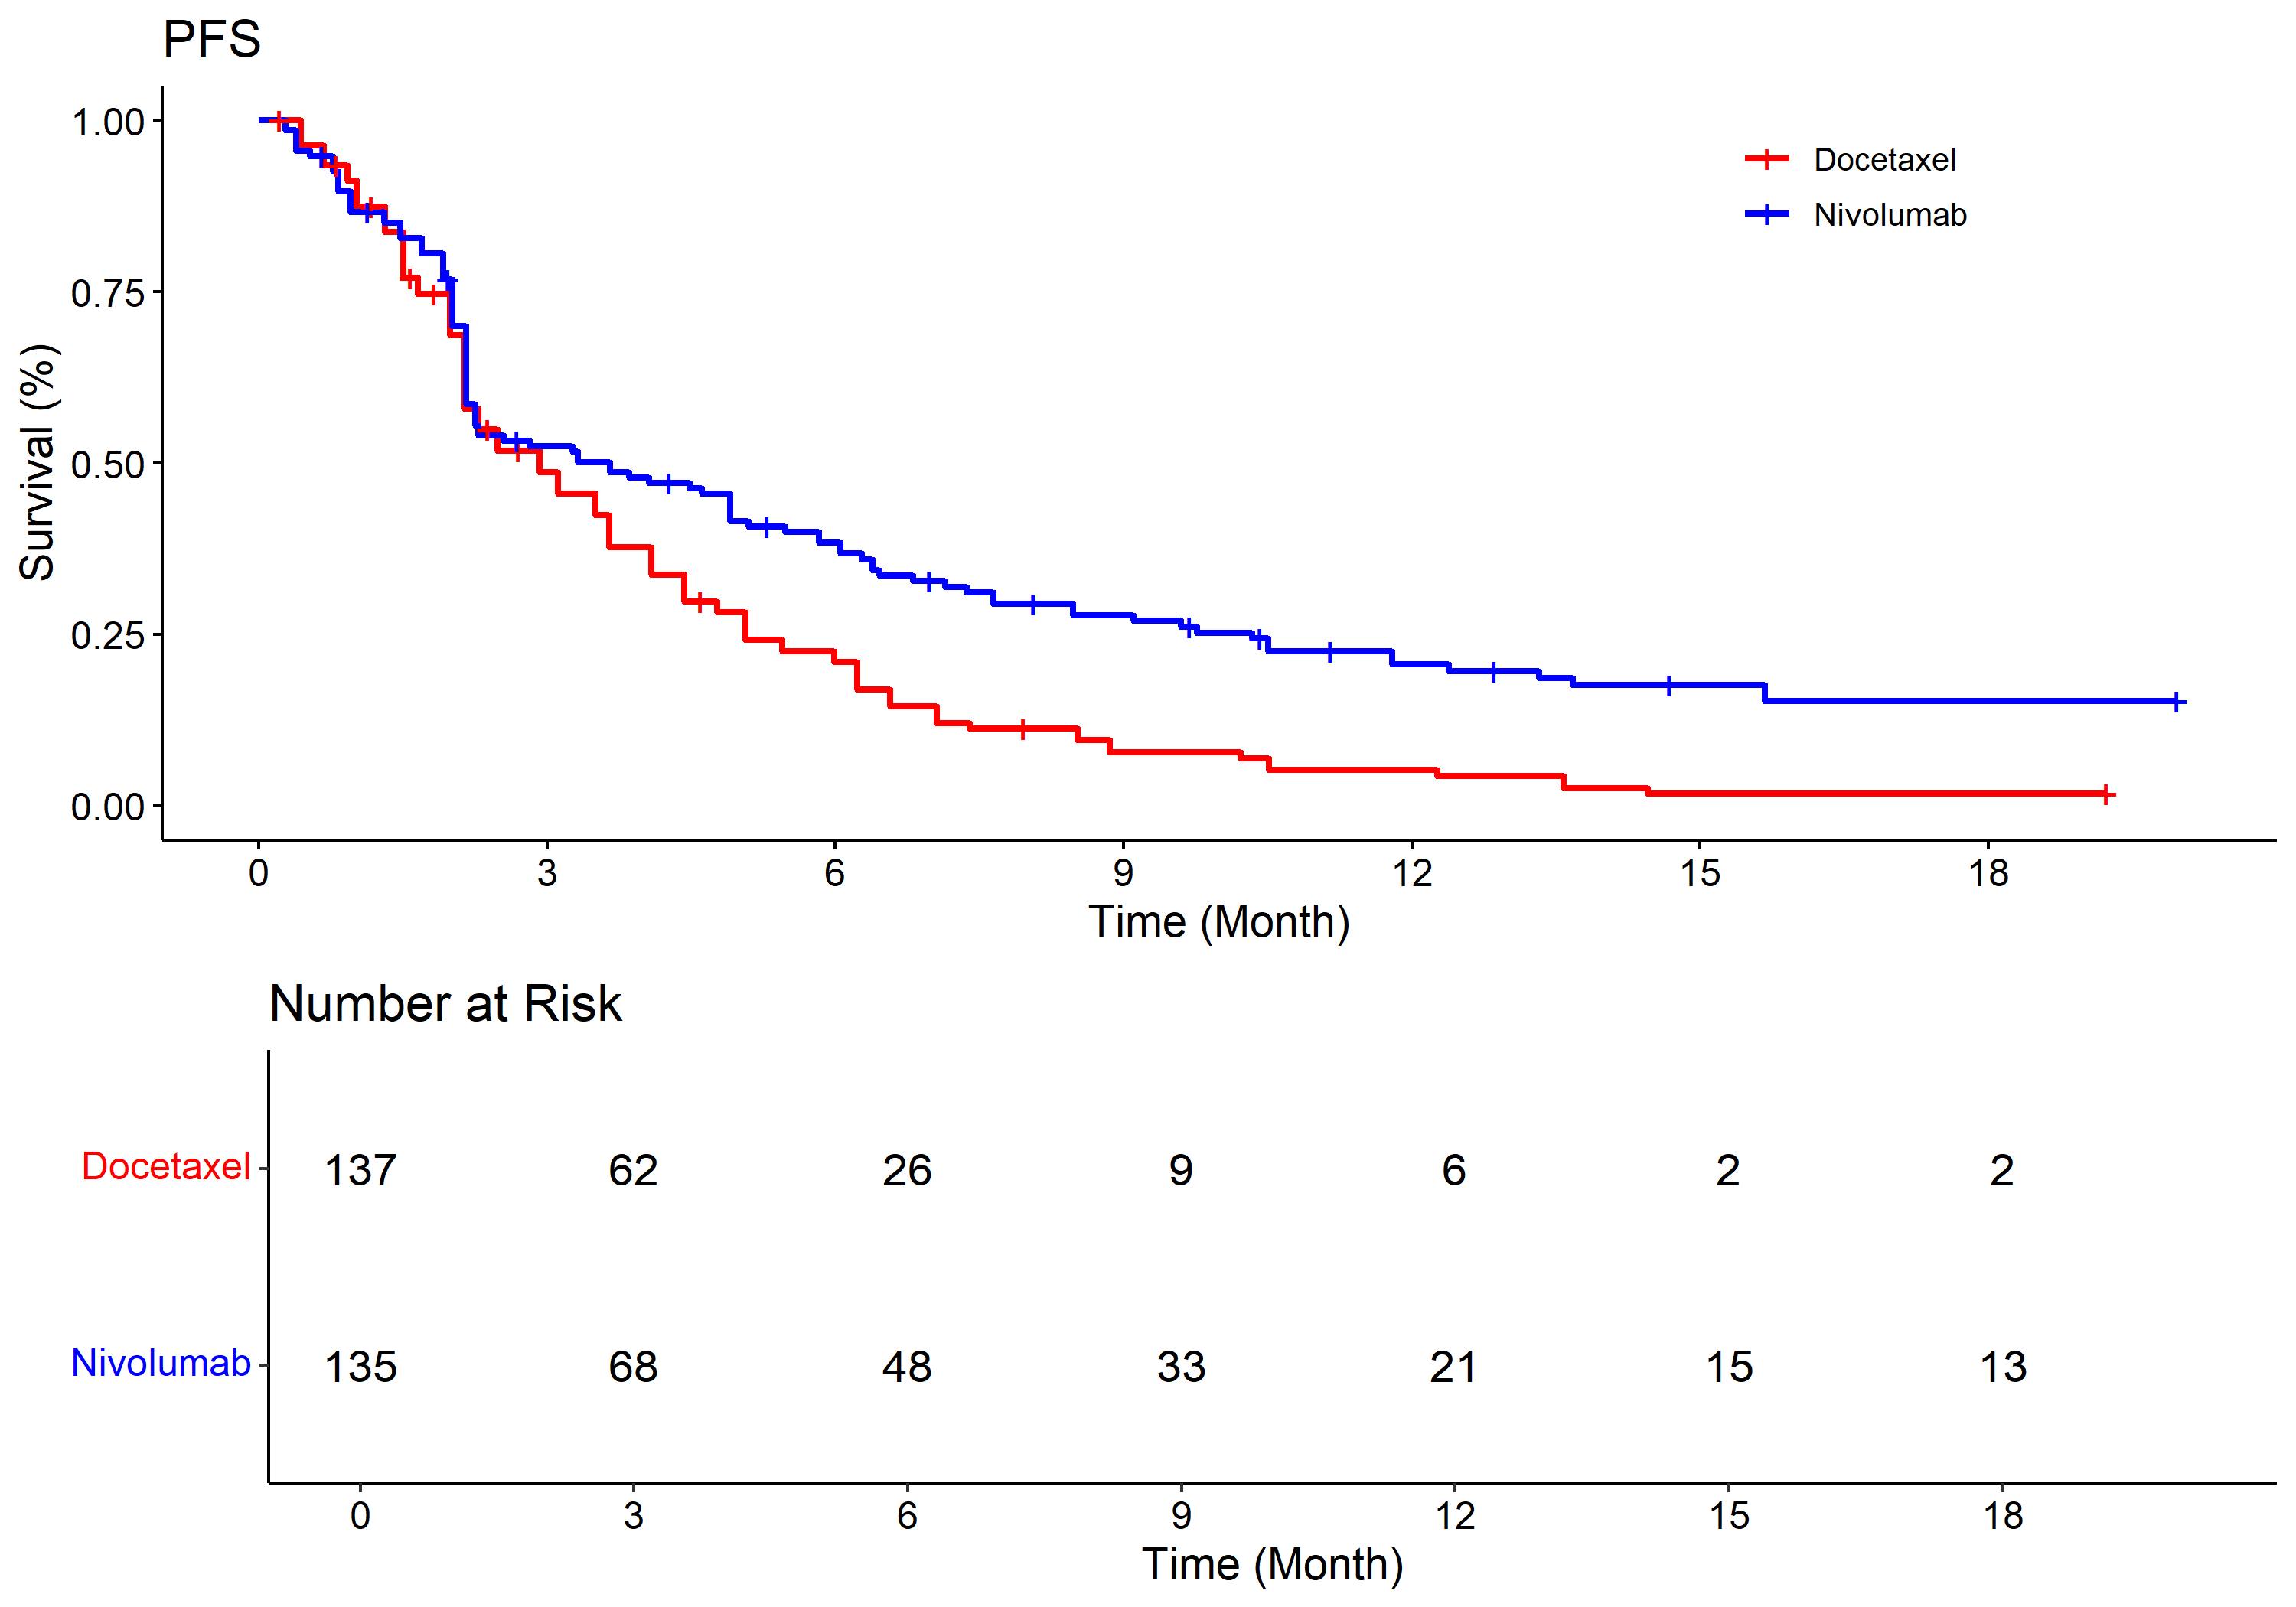 PFS
Survival (%)
1.00
0.75
0.50
0.25
0.00
Docetaxel
Nivolumab
0 3 6 9 12 15 18
Time (Month)
Number at Risk
Docetaxel 137 62 26 9 6 2 2
Nivolumab 135 68 48 33 21 15 13
0 3 6 9 12 15 18
Time (Month)